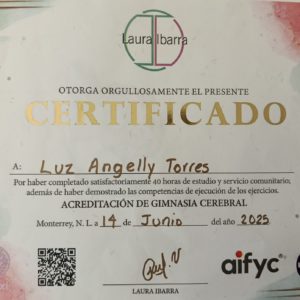 Laura Ibarra
OTORGA ORGULLOSAMENTE EL PRESENTE
CERTIFICADO
A: Luz Angelly Torres
Por haber completado satisfactoriamente 40 horas de estudio y servicio comunitario;
además de haber demostrado las competencias de ejecución de los ejercicios.
ACREDITACIÓN DE GIMNASIA CEREBRAL
Monterrey, N. L. a 14 de Junio del año 2025
aifyc
LAURA IBARRA